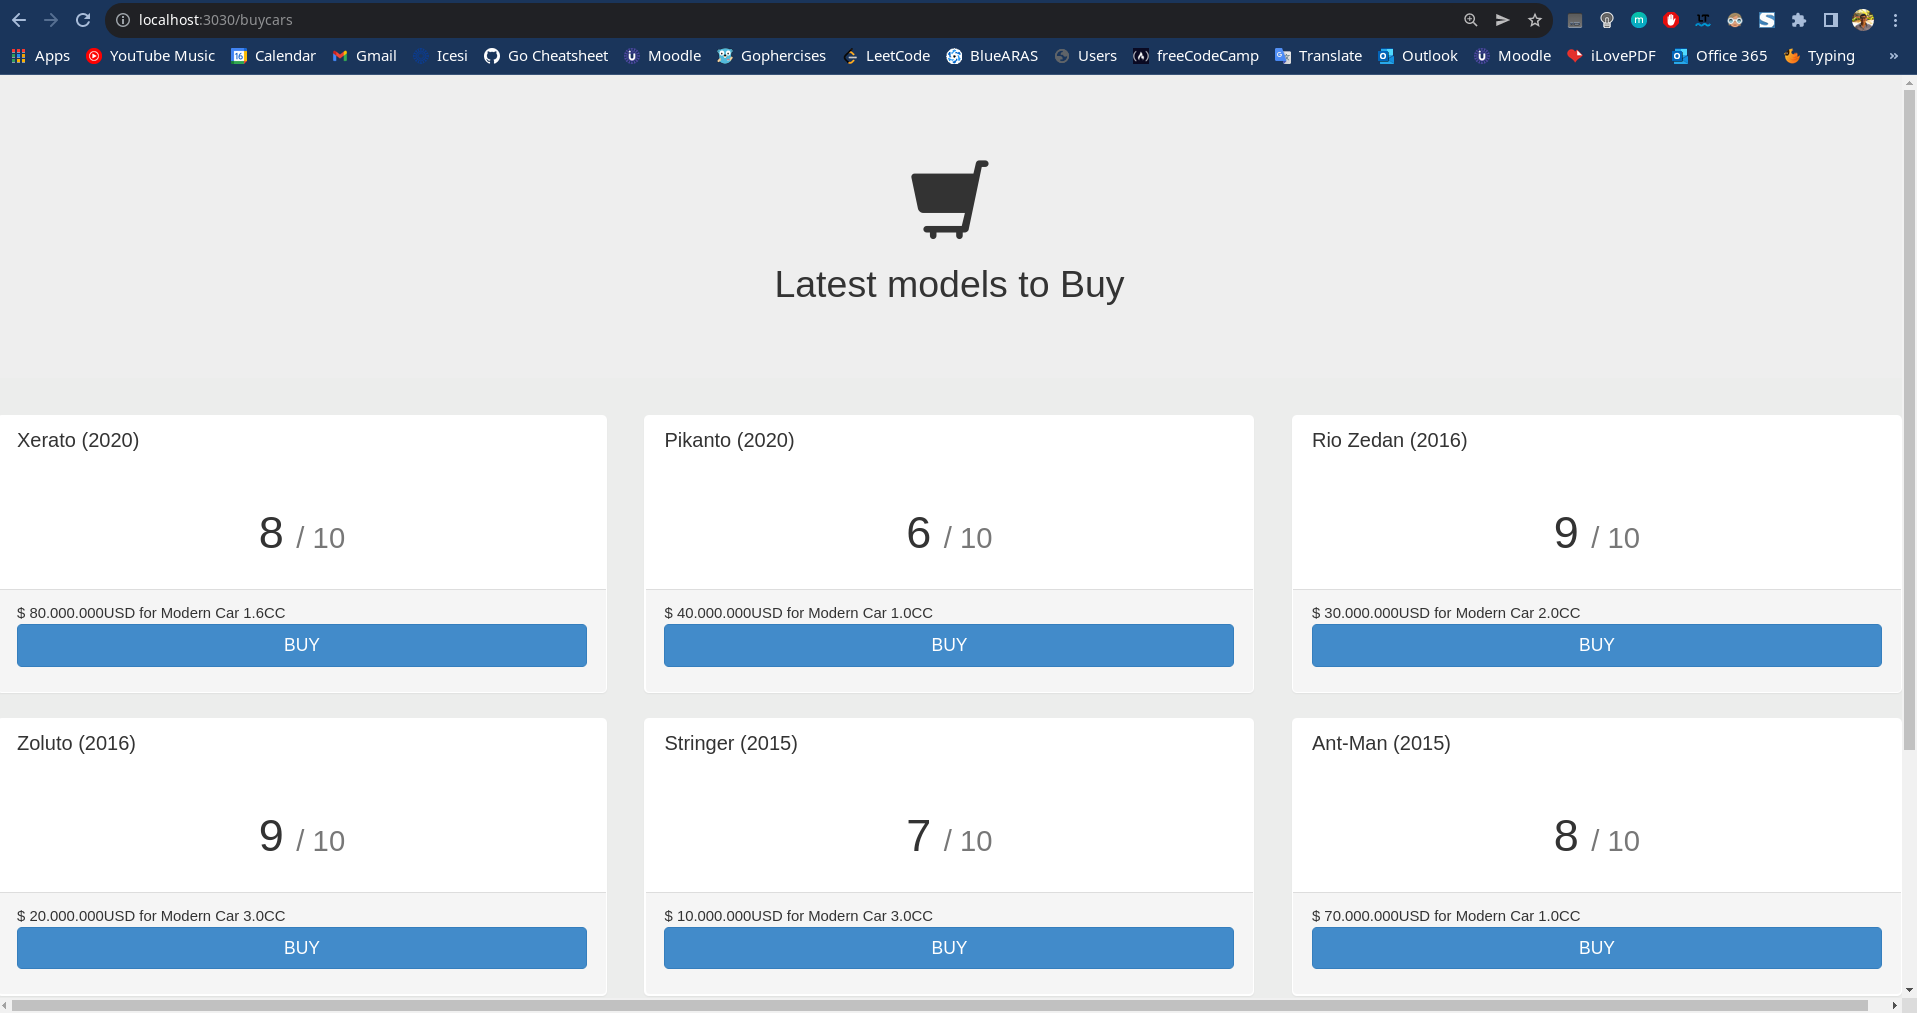 localhost:3030/buycars
Apps YouTube Music Calendar Gmail Icesi Go Cheatsheet Moodle Gophercises LeetCode BlueARAS Users freeCodeCamp Translate Outlook Moodle iLovePDF Office 365 Typing »
Latest models to Buy
Xerato (2020) Pikanto (2020) Rio Zedan (2016)
8 / 10 6 / 10 9 / 10
$ 80.000.000USD for Modern Car 1.6CC $ 40.000.000USD for Modern Car 1.0CC $ 30.000.000USD for Modern Car 2.0CC
BUY BUY BUY
Zoluto (2016) Stringer (2015) Ant-Man (2015)
9 / 10 7 / 10 8 / 10
$ 20.000.000USD for Modern Car 3.0CC $ 10.000.000USD for Modern Car 3.0CC $ 70.000.000USD for Modern Car 1.0CC
BUY BUY BUY